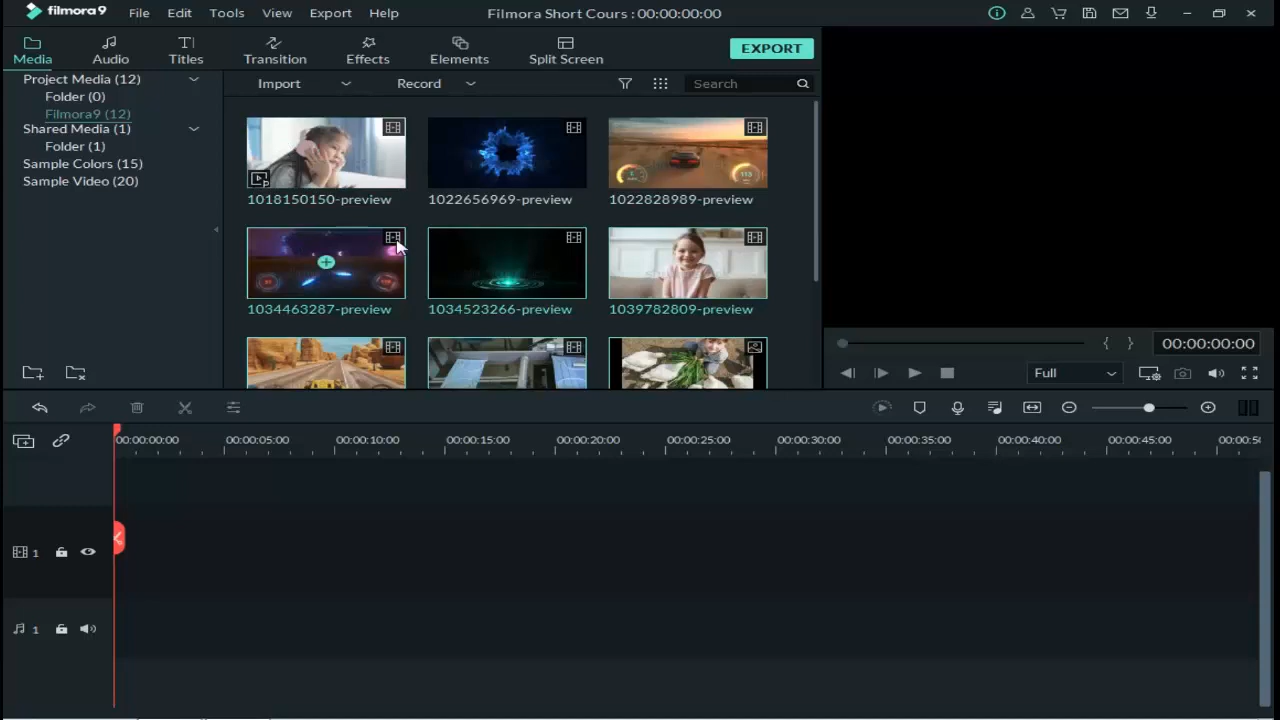 filmora9 File Edit Tools View Export Help Filmora Short Cours : 00:00:00:00
Media Audio Titles Transition Effects Elements Split Screen EXPORT
Project Media (12)
Folder (0)
Filmora9 (12)
Shared Media (1)
Folder (1)
Sample Colors (15)
Sample Video (20)
Import Record Search
1018150150-preview 1022656969-preview 1022828989-preview
1034463287-preview 1034523266-preview 1039782809-preview
00:00:00:00
Full
00:00:00:00 00:00:05:00 00:00:10:00 00:00:15:00 00:00:20:00 00:00:25:00 00:00:30:00 00:00:35:00 00:00:40:00 00:00:45:00 00:00:50
1
1